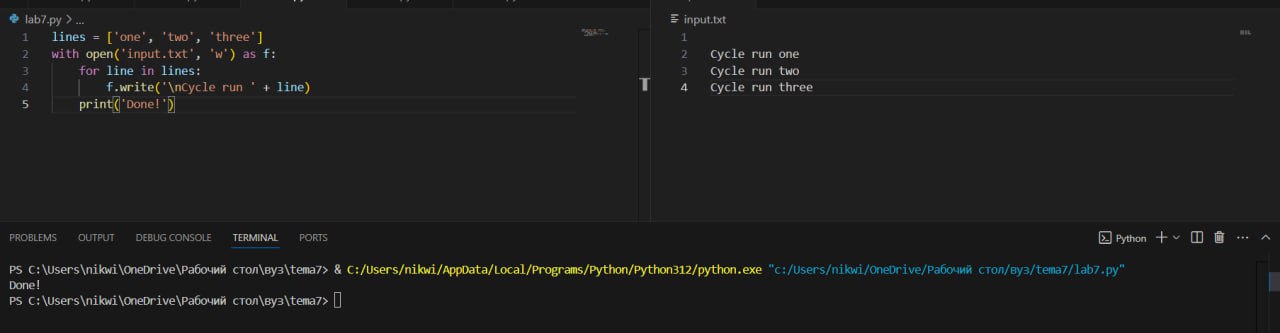 lab7.py > ...
1 lines = ['one', 'two', 'three']
2 with open('input.txt', 'w') as f:
3     for line in lines:
4         f.write('\nCycle run ' + line)
5     print('Done!')
input.txt
1
2 Cycle run one
3 Cycle run two
4 Cycle run three
PROBLEMS OUTPUT DEBUG CONSOLE TERMINAL PORTS
Python
PS C:\Users\nikwi\OneDrive\Рабочий стол\вуз\tema7> & C:/Users/nikwi/AppData/Local/Programs/Python/Python312/python.exe "c:/Users/nikwi/OneDrive/Рабочий стол/вуз/tema7/lab7.py"
Done!
PS C:\Users\nikwi\OneDrive\Рабочий стол\вуз\tema7>